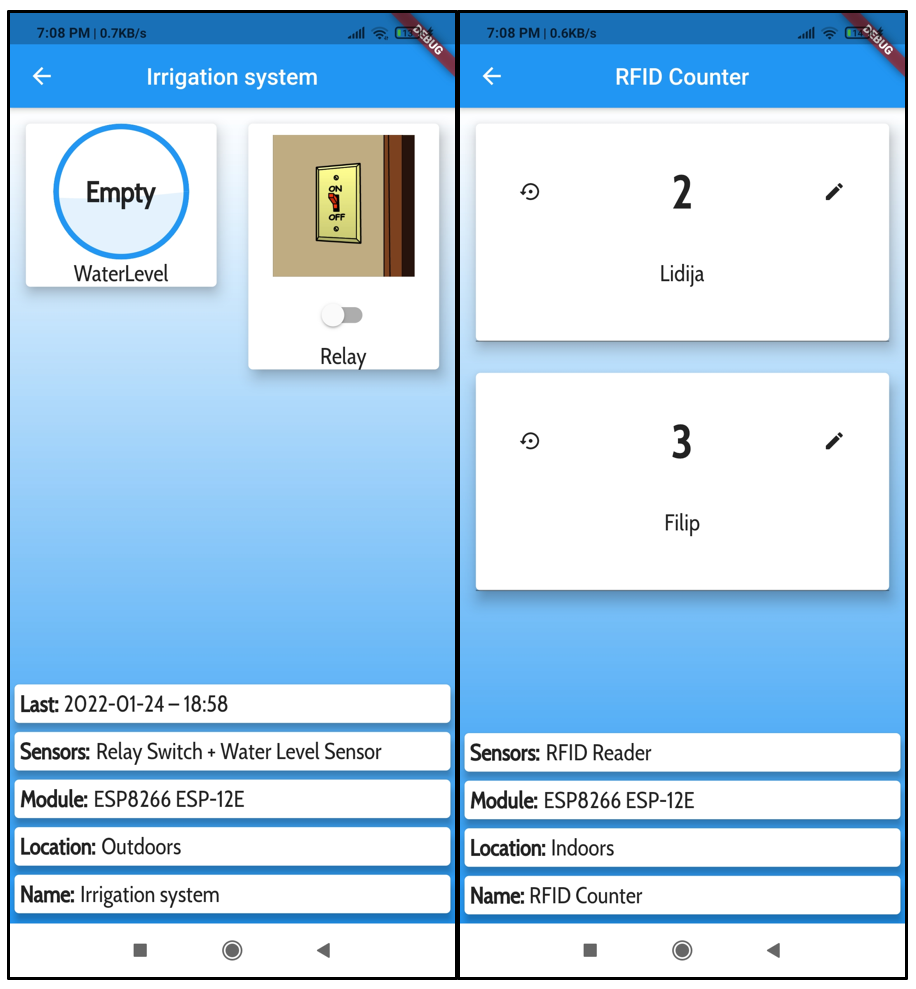 7:08 PM | 0.7KB/s
DEBUG
Irrigation system
Empty
WaterLevel
ON
OFF
Relay
Last: 2022-01-24 – 18:58
Sensors: Relay Switch + Water Level Sensor
Module: ESP8266 ESP-12E
Location: Outdoors
Name: Irrigation system
7:08 PM | 0.6KB/s
DEBUG
RFID Counter
2
Lidija
3
Filip
Sensors: RFID Reader
Module: ESP8266 ESP-12E
Location: Indoors
Name: RFID Counter